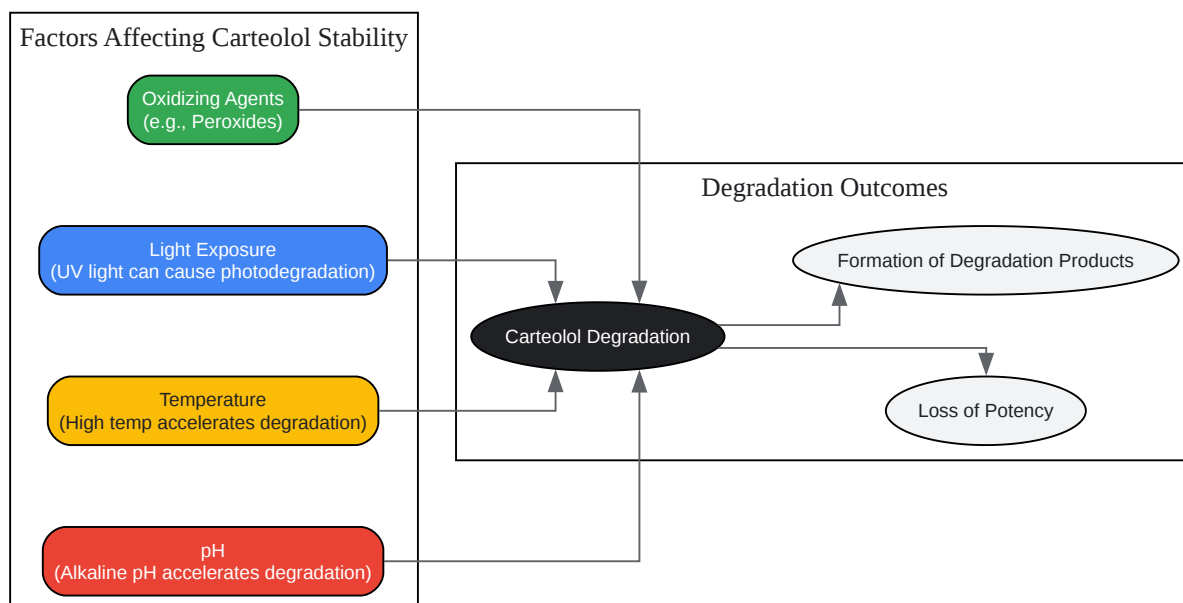 Factors Affecting Carteolol Stability
Oxidizing Agents
(e.g., Peroxides)
Light Exposure
(UV light can cause photodegradation)
Temperature
(High temp accelerates degradation)
pH
(Alkaline pH accelerates degradation)
Degradation Outcomes
Carteolol Degradation
Formation of Degradation Products
Loss of Potency